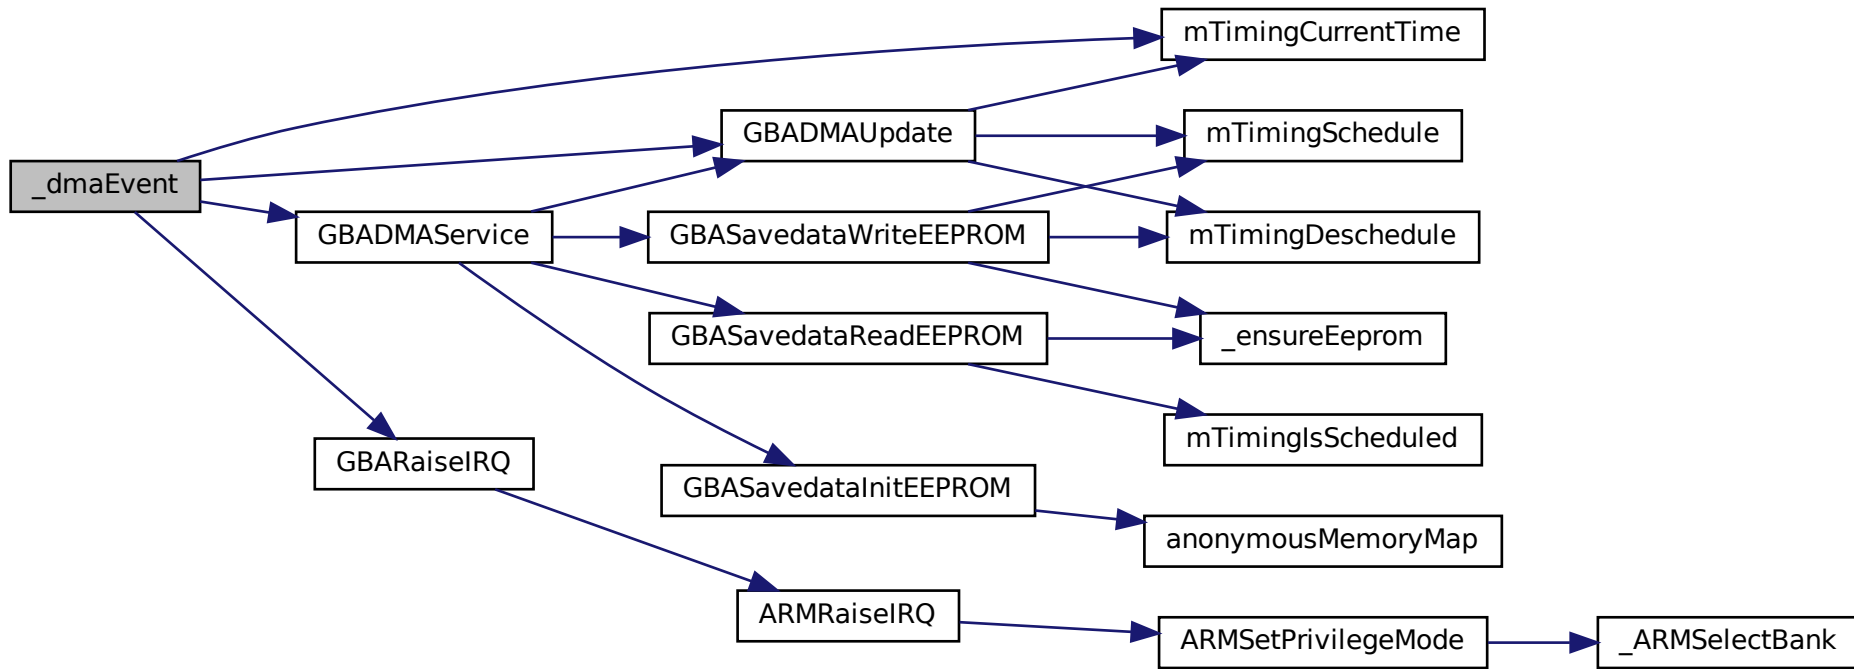 mTimingCurrentTime
GBADMAUpdate
mTimingSchedule
_dmaEvent
GBADMAService
GBASavedataWriteEEPROM
mTimingDeschedule
GBASavedataReadEEPROM
_ensureEeprom
mTimingIsScheduled
GBARaiseIRQ
GBASavedataInitEEPROM
anonymousMemoryMap
ARMRaiseIRQ
ARMSetPrivilegeMode
_ARMSelectBank